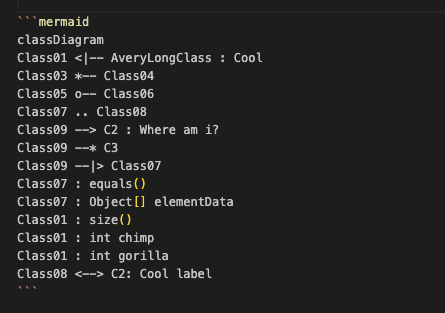 ```mermaid
classDiagram
Class01 <|-- AveryLongClass : Cool
Class03 *-- Class04
Class05 o-- Class06
Class07 .. Class08
Class09 --> C2 : Where am i?
Class09 --* C3
Class09 --|> Class07
Class07 : equals()
Class07 : Object[] elementData
Class01 : size()
Class01 : int chimp
Class01 : int gorilla
Class08 <--> C2: Cool label
```